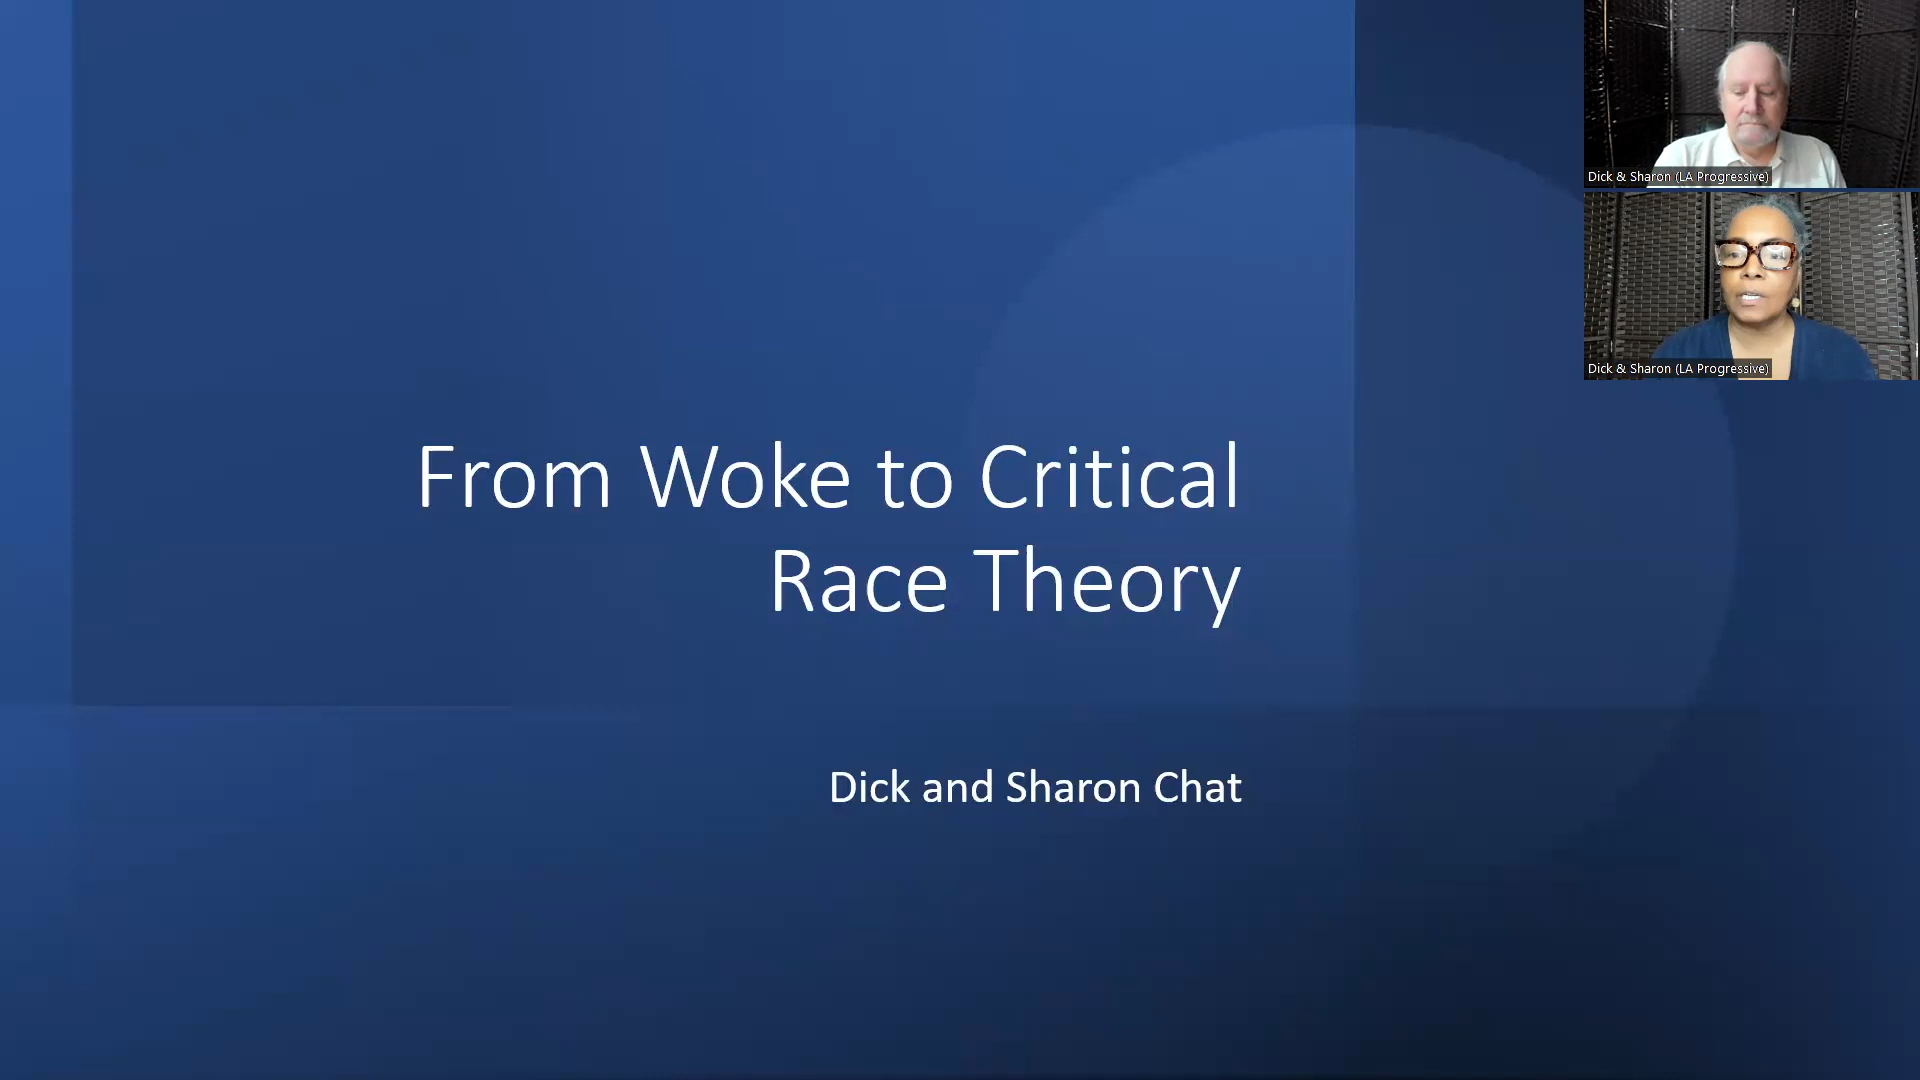 From Woke to Critical
Race Theory
Dick and Sharon Chat
Dick & Sharon (LA Progressive)
Dick & Sharon (LA Progressive)